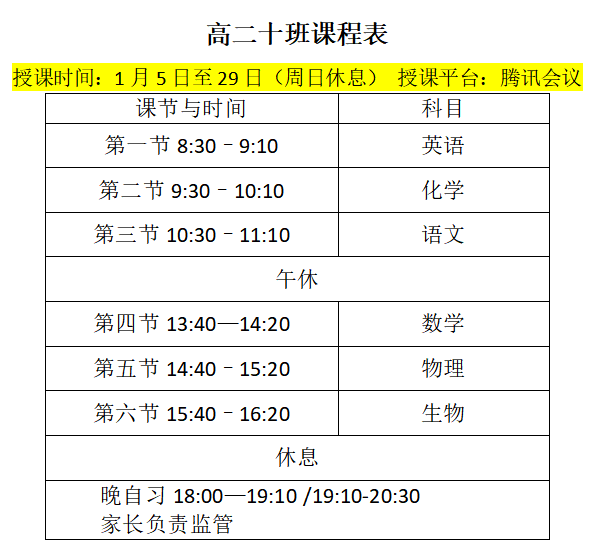 高二十班课程表
授课时间：1月5日至29日（周日休息） 授课平台：腾讯会议
课节与时间 科目
第一节 8:30－9:10 英语
第二节 9:30－10:10 化学
第三节 10:30－11:10 语文
午休
第四节 13:40—14:20 数学
第五节 14:40－15:20 物理
第六节 15:40－16:20 生物
休息
晚自习 18:00—19:10 /19:10-20:30
家长负责监管